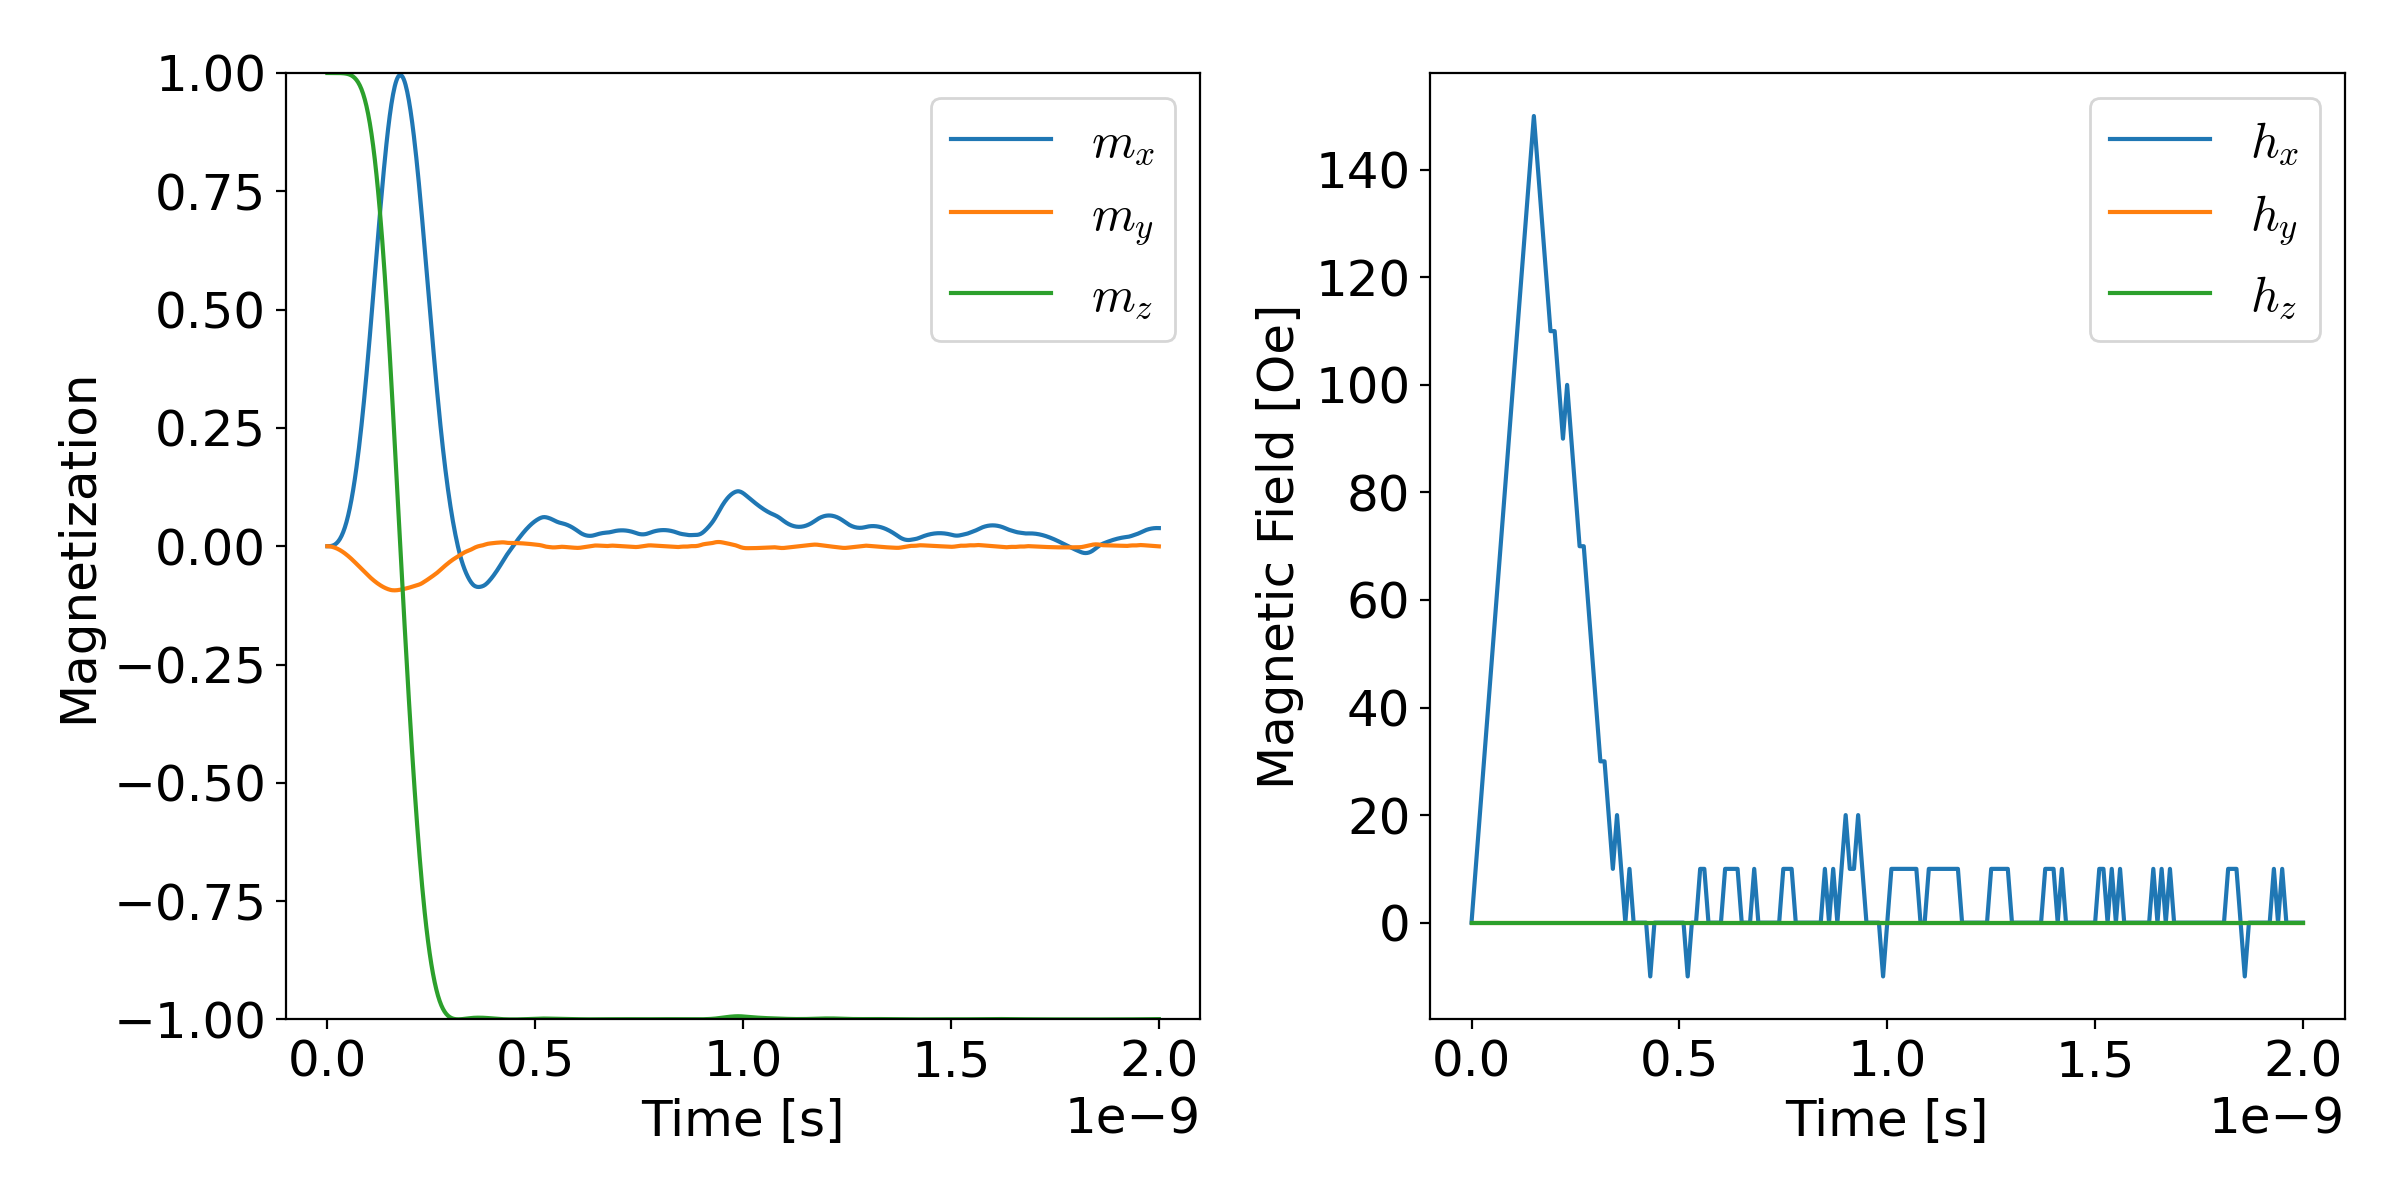 1.00
0.75
0.50
0.25
0.00
−0.25
−0.50
−0.75
−1.00
Magnetization
0.0 0.5 1.0 1.5 2.0
Time [s]
1e−9
m_x
m_y
m_z
140
120
100
80
60
40
20
0
Magnetic Field [Oe]
0.0 0.5 1.0 1.5 2.0
Time [s]
1e−9
h_x
h_y
h_z